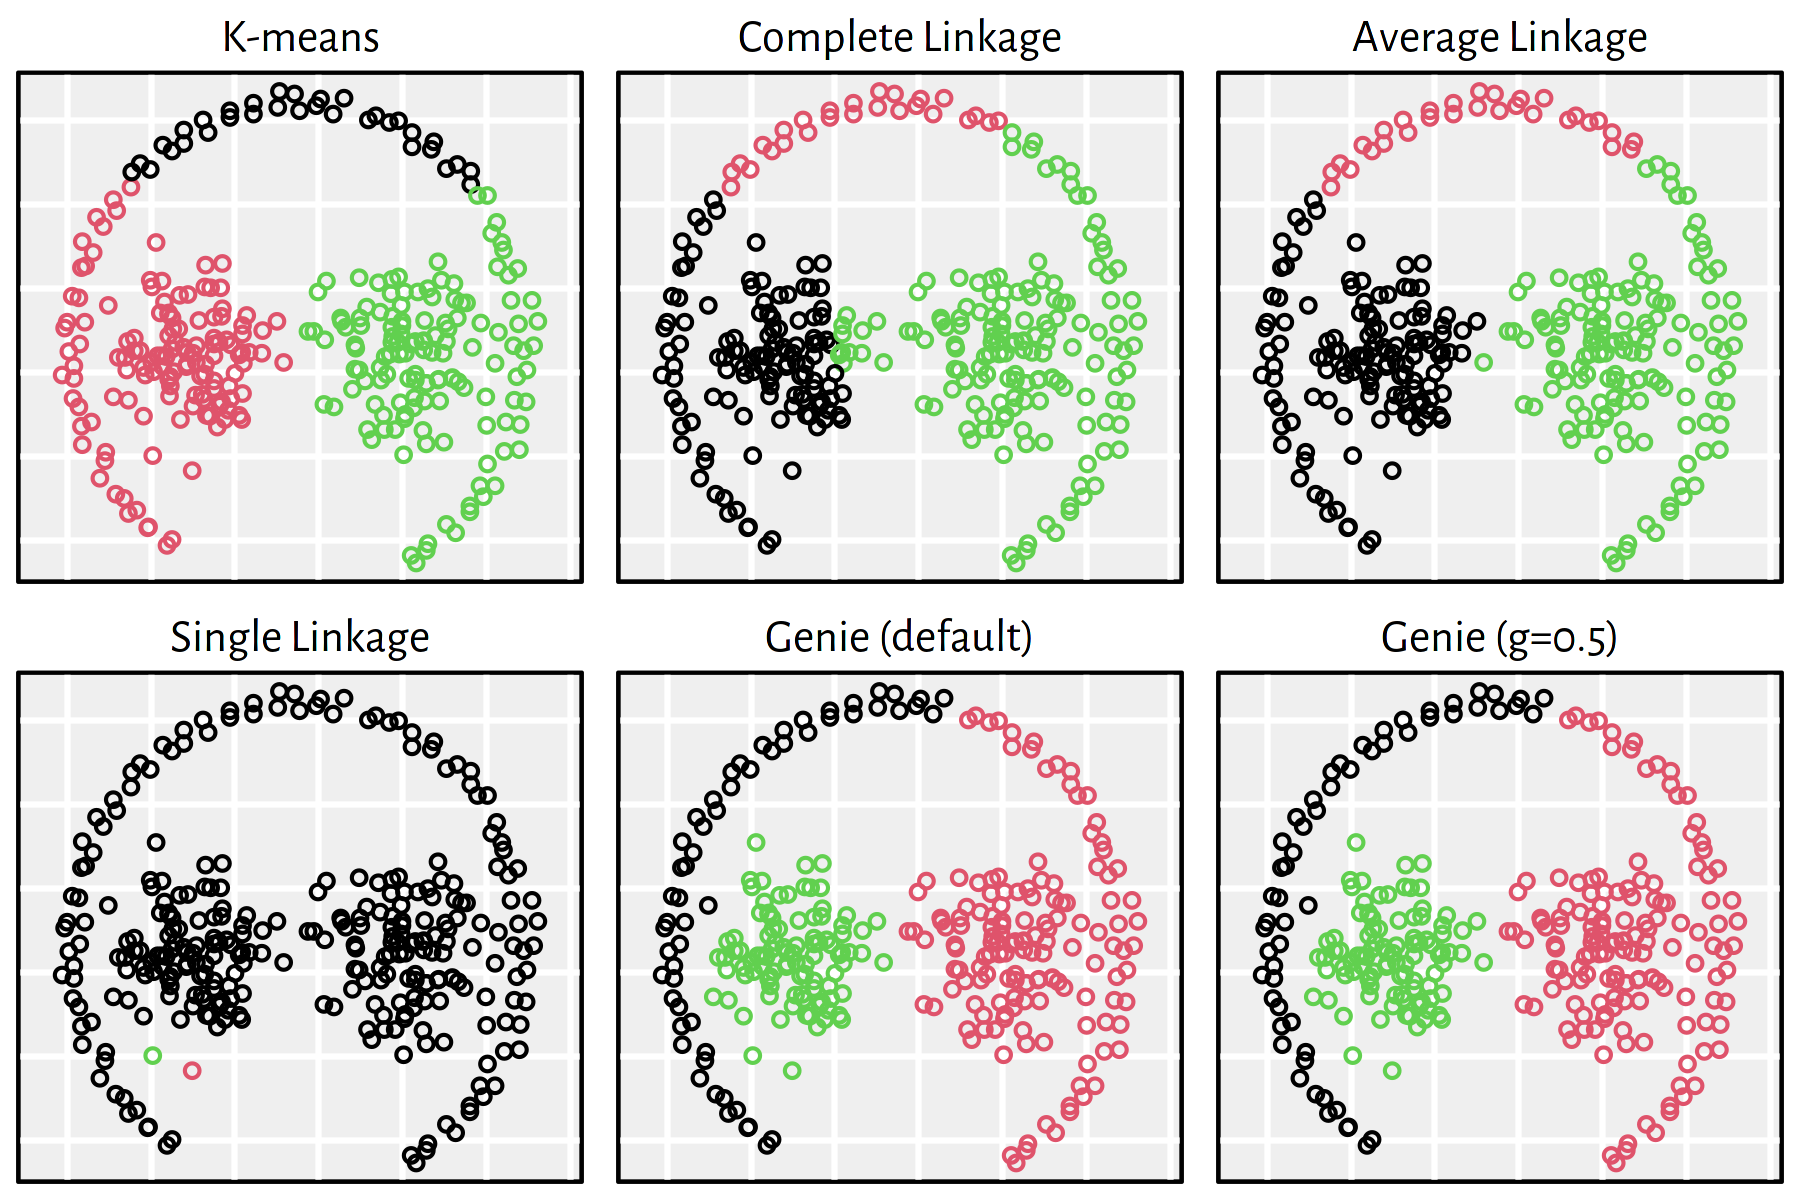 K-means
Complete Linkage
Average Linkage
Single Linkage
Genie (default)
Genie (g=0.5)